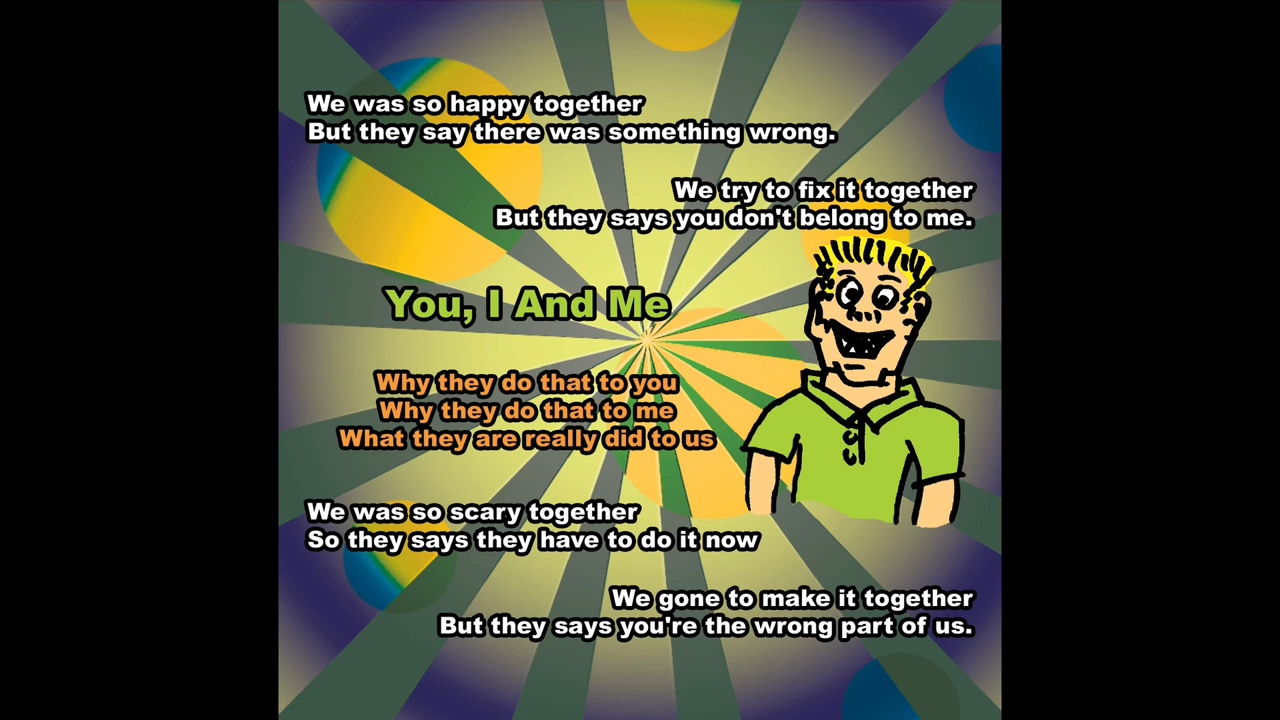 We was so happy together
But they say there was something wrong.
We try to fix it together
But they says you don't belong to me.
You, I And Me
Why they do that to you
Why they do that to me
What they are really did to us
We was so scary together
So they says they have to do it now
We gone to make it together
But they says you're the wrong part of us.